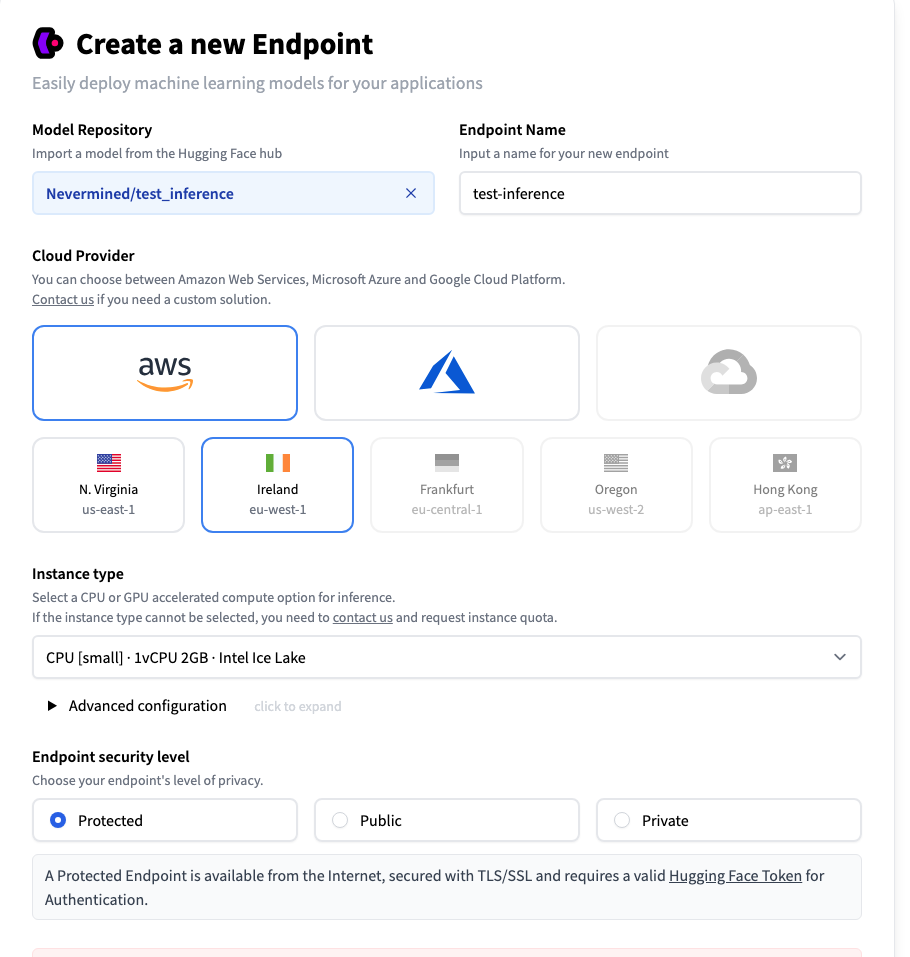 Create a new Endpoint
Easily deploy machine learning models for your applications
Model Repository
Import a model from the Hugging Face hub
Nevermined/test_inference
Endpoint Name
Input a name for your new endpoint
test-inference
Cloud Provider
You can choose between Amazon Web Services, Microsoft Azure and Google Cloud Platform.
Contact us if you need a custom solution.
aws
N. Virginia
us-east-1
Ireland
eu-west-1
Frankfurt
eu-central-1
Oregon
us-west-2
Hong Kong
ap-east-1
Instance type
Select a CPU or GPU accelerated compute option for inference.
If the instance type cannot be selected, you need to contact us and request instance quota.
CPU [small] · 1vCPU 2GB · Intel Ice Lake
Advanced configuration click to expand
Endpoint security level
Choose your endpoint's level of privacy.
Protected
Public
Private
A Protected Endpoint is available from the Internet, secured with TLS/SSL and requires a valid Hugging Face Token for
Authentication.